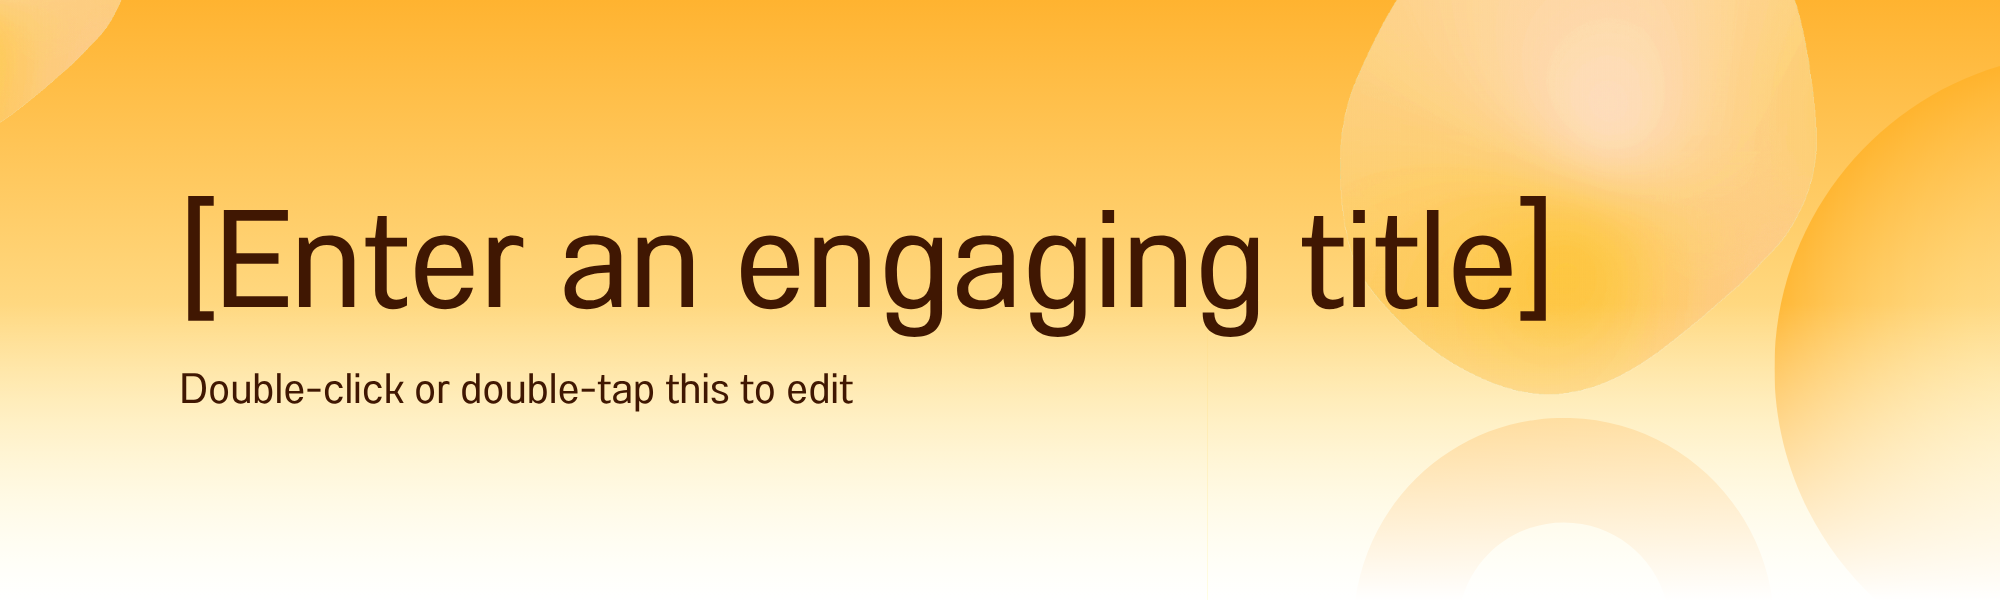 [Enter an engaging title]
Double-click or double-tap this to edit